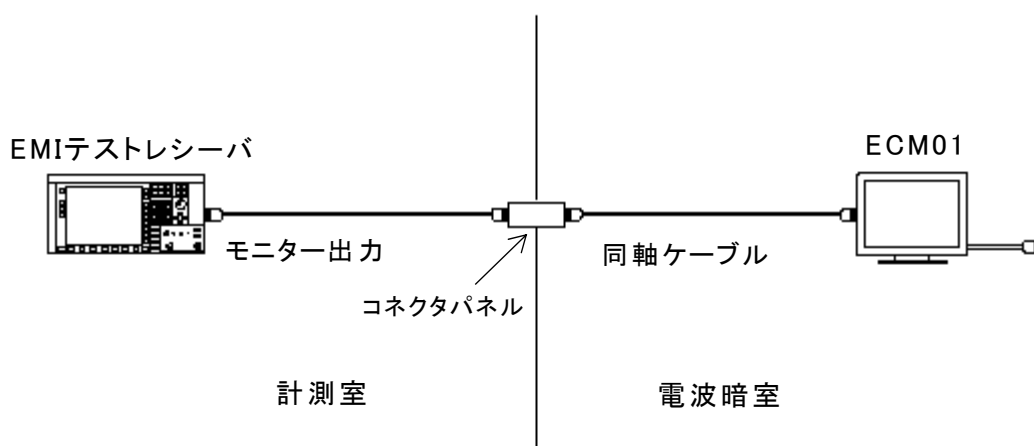 EMIテストレシーバ
ECM01
モニター出力
同軸ケーブル
コネクタパネル
計測室
電波暗室